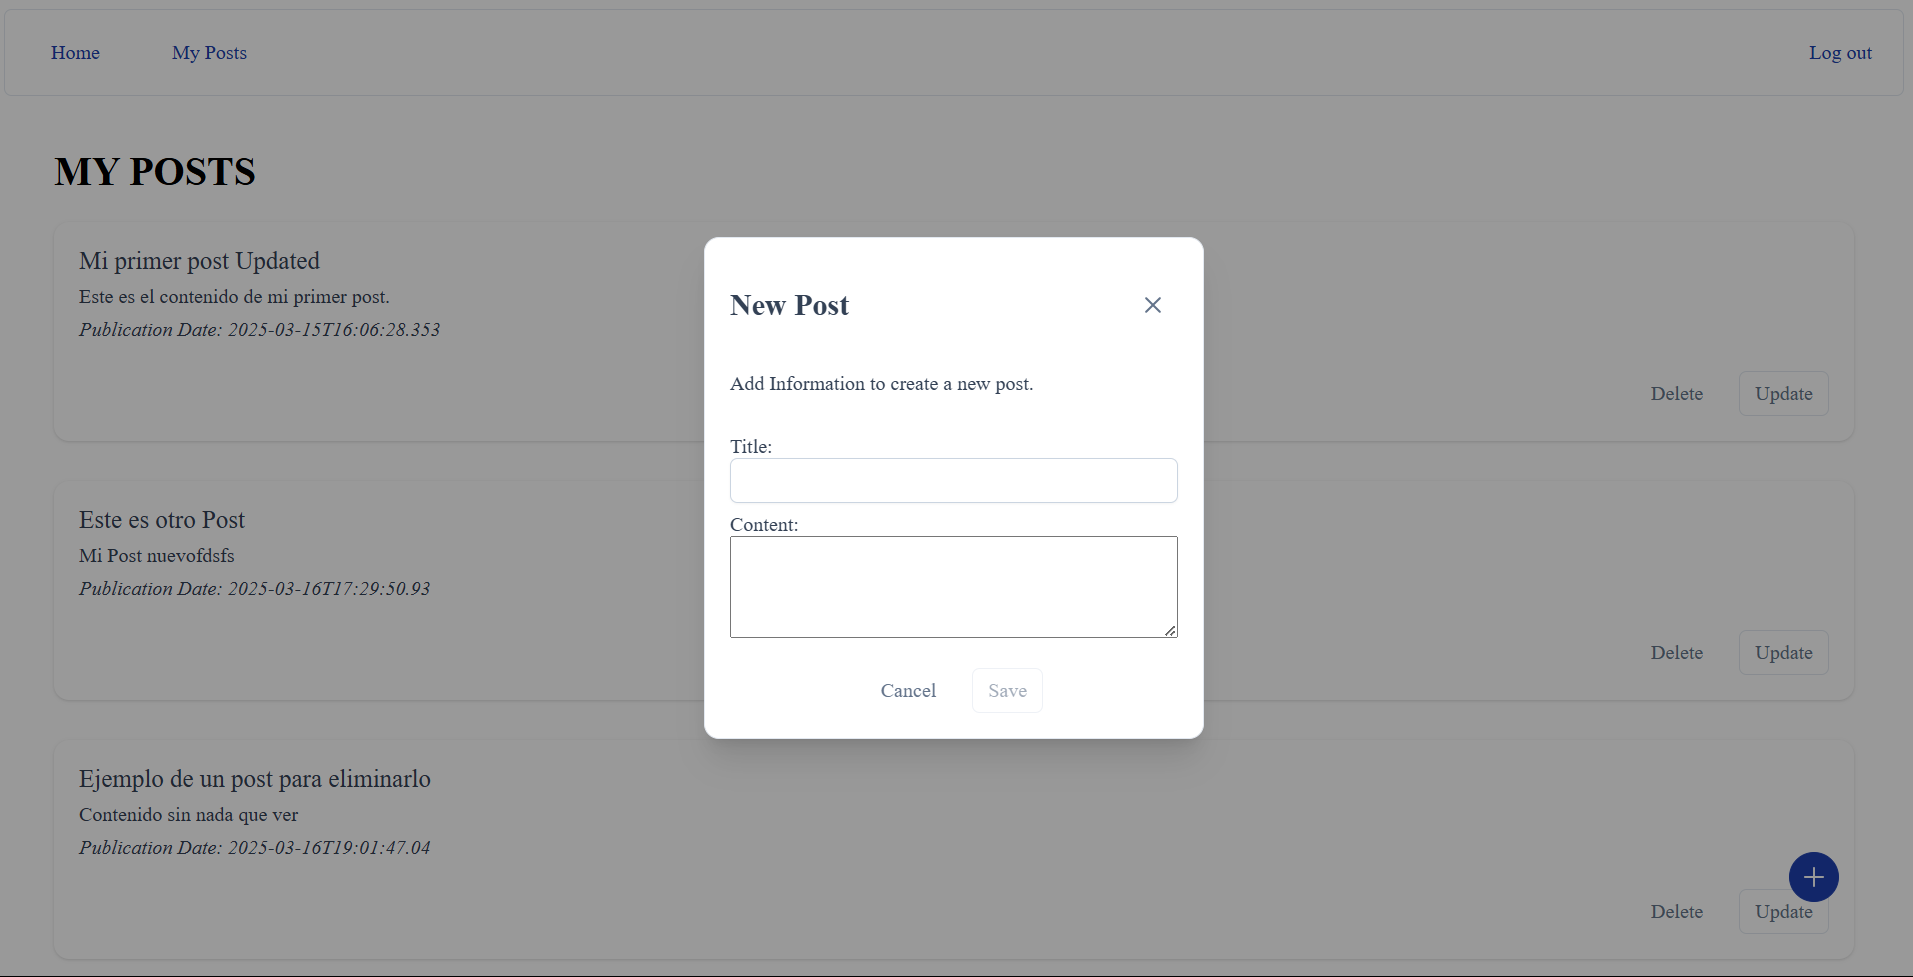 Home My Posts Log out
MY POSTS
Mi primer post Updated
Este es el contenido de mi primer post.
Publication Date: 2025-03-15T16:06:28.353
Delete Update
Este es otro Post
Mi Post nuevofdsfs
Publication Date: 2025-03-16T17:29:50.93
Delete Update
Ejemplo de un post para eliminarlo
Contenido sin nada que ver
Publication Date: 2025-03-16T19:01:47.04
Delete Update
New Post
Add Information to create a new post.
Title:
Content:
Cancel Save